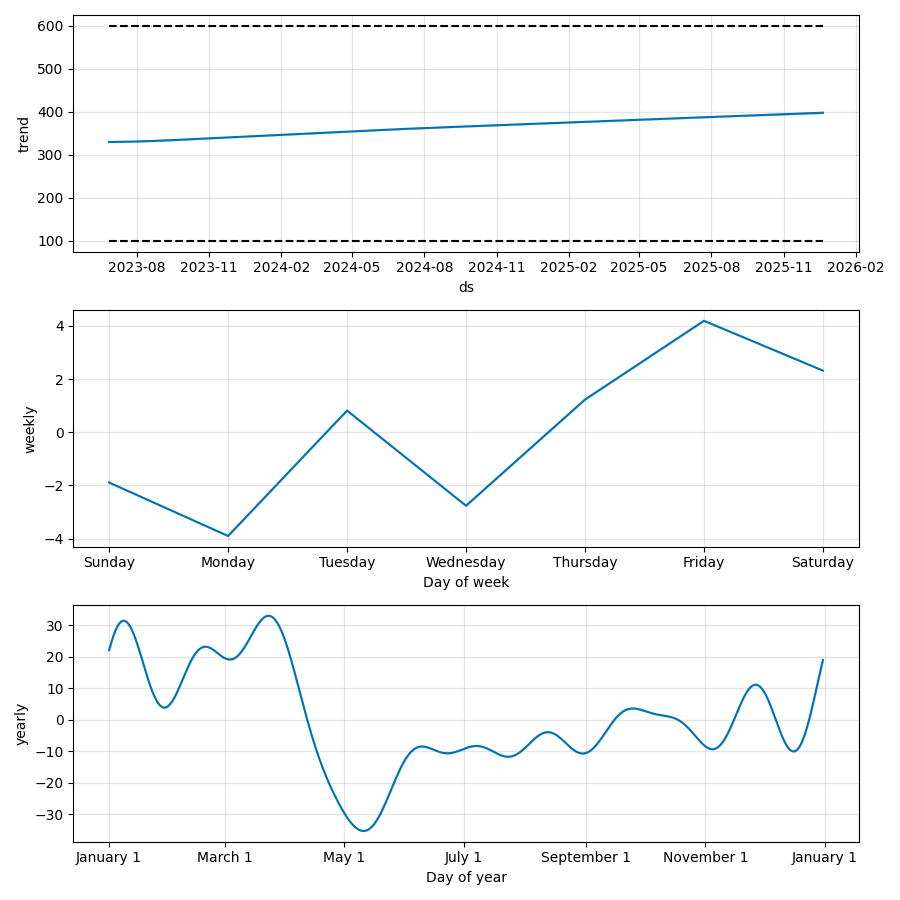 600
500
400
300
200
100
trend
2023-08 2023-11 2024-02 2024-05 2024-08 2024-11 2025-02 2025-05 2025-08 2025-11 2026-02
ds
4
2
0
−2
−4
weekly
Sunday Monday Tuesday Wednesday Thursday Friday Saturday
Day of week
30
20
10
0
−10
−20
−30
yearly
January 1 March 1 May 1 July 1 September 1 November 1 January 1
Day of year